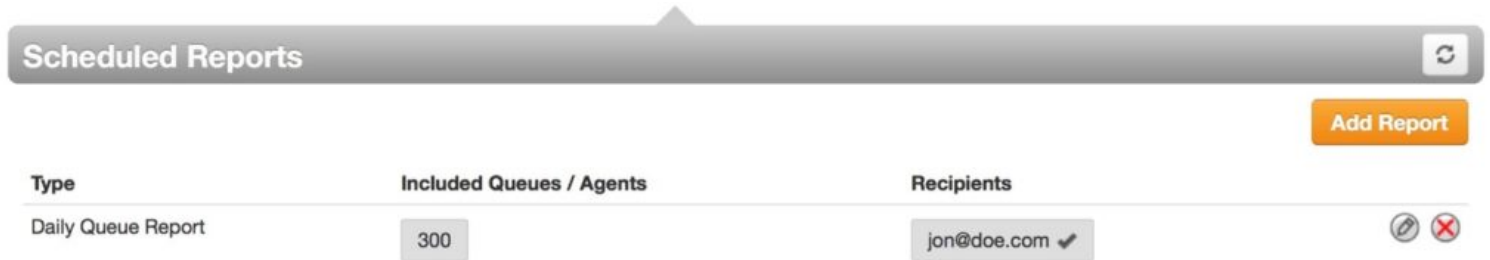 Scheduled Reports
Add Report
Type Included Queues / Agents Recipients
Daily Queue Report 300 jon@doe.com